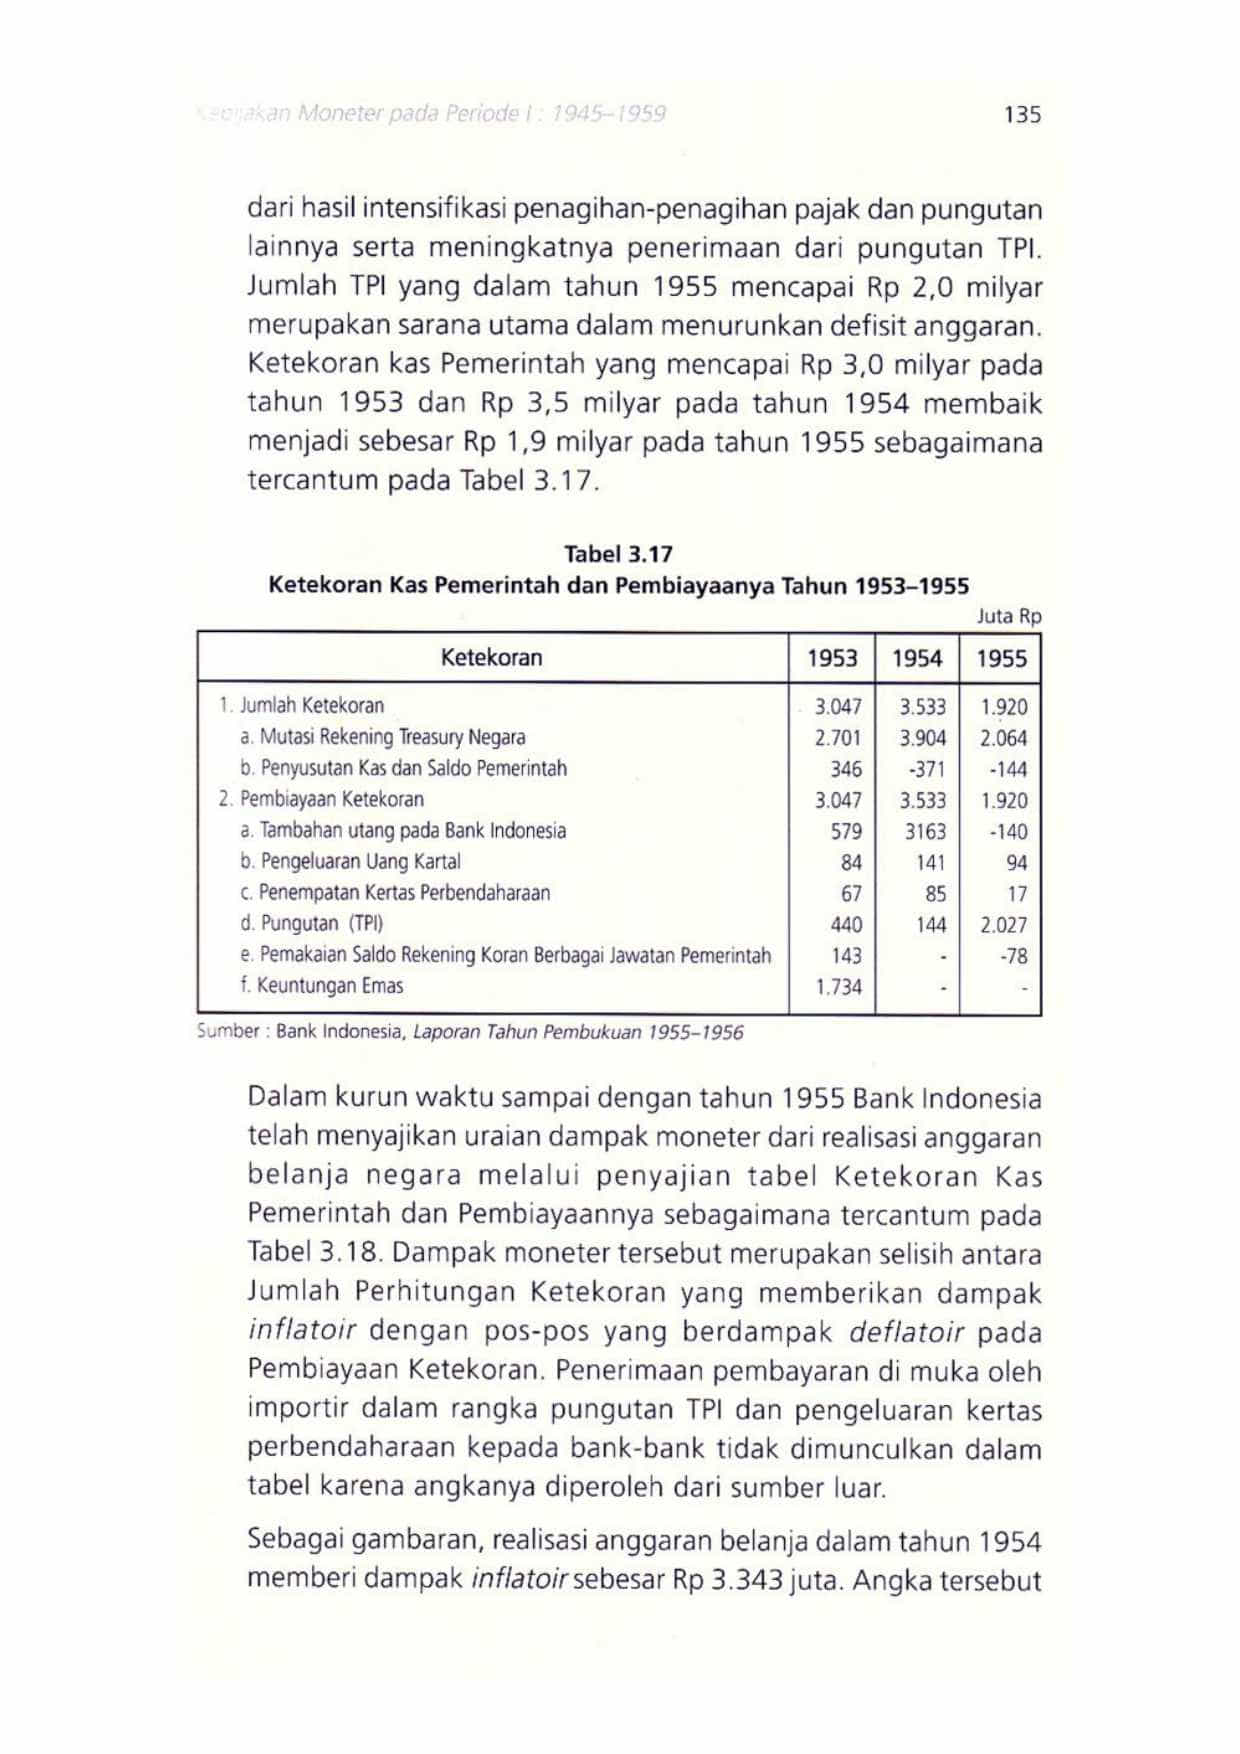 Kebijakan Moneter pada Periode I : 1945–1959 135
dari hasil intensifikasi penagihan-penagihan pajak dan pungutan
lainnya serta meningkatnya penerimaan dari pungutan TPI.
Jumlah TPI yang dalam tahun 1955 mencapai Rp 2,0 milyar
merupakan sarana utama dalam menurunkan defisit anggaran.
Ketekoran kas Pemerintah yang mencapai Rp 3,0 milyar pada
tahun 1953 dan Rp 3,5 milyar pada tahun 1954 membaik
menjadi sebesar Rp 1,9 milyar pada tahun 1955 sebagaimana
tercantum pada Tabel 3.17.
Tabel 3.17
Ketekoran Kas Pemerintah dan Pembiayaanya Tahun 1953–1955
Juta Rp
Ketekoran 1953 1954 1955
1. Jumlah Ketekoran 3.047 3.533 1.920
a. Mutasi Rekening Treasury Negara 2.701 3.904 2.064
b. Penyusutan Kas dan Saldo Pemerintah 346 -371 -144
2. Pembiayaan Ketekoran 3.047 3.533 1.920
a. Tambahan utang pada Bank Indonesia 579 3163 -140
b. Pengeluaran Uang Kartal 84 141 94
c. Penempatan Kertas Perbendaharaan 67 85 17
d. Pungutan (TPI) 440 144 2.027
e. Pemakaian Saldo Rekening Koran Berbagai Jawatan Pemerintah 143 - -78
f. Keuntungan Emas 1.734 - -
Sumber : Bank Indonesia, Laporan Tahun Pembukuan 1955–1956
Dalam kurun waktu sampai dengan tahun 1955 Bank Indonesia
telah menyajikan uraian dampak moneter dari realisasi anggaran
belanja negara melalui penyajian tabel Ketekoran Kas
Pemerintah dan Pembiayaannya sebagaimana tercantum pada
Tabel 3.18. Dampak moneter tersebut merupakan selisih antara
Jumlah Perhitungan Ketekoran yang memberikan dampak
inflatoir dengan pos-pos yang berdampak deflatoir pada
Pembiayaan Ketekoran. Penerimaan pembayaran di muka oleh
importir dalam rangka pungutan TPI dan pengeluaran kertas
perbendaharaan kepada bank-bank tidak dimunculkan dalam
tabel karena angkanya diperoleh dari sumber luar.
Sebagai gambaran, realisasi anggaran belanja dalam tahun 1954
memberi dampak inflatoir sebesar Rp 3.343 juta. Angka tersebut